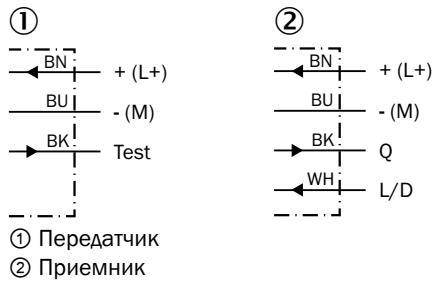 ① ②
BN + (L+) BN + (L+)
BU - (M) BU - (M)
BK Test BK Q
WH L/D
① Передатчик
② Приемник